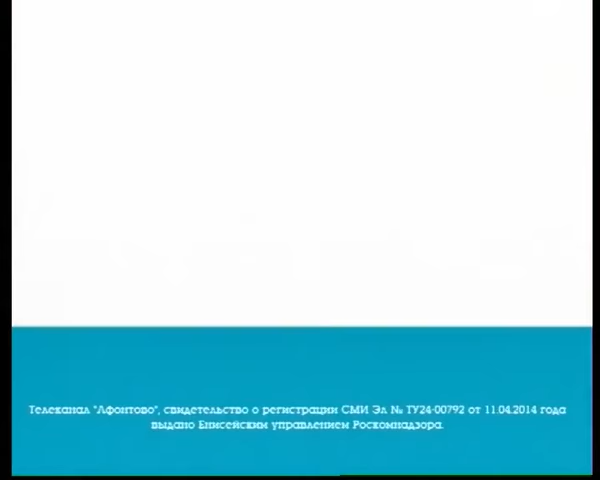 Телеканал "Афонтово", свидетельство о регистрации СМИ Эл № ТУ24-00792 от 11.04.2014 года
выдано Енисейским управлением Роскомнадзора.